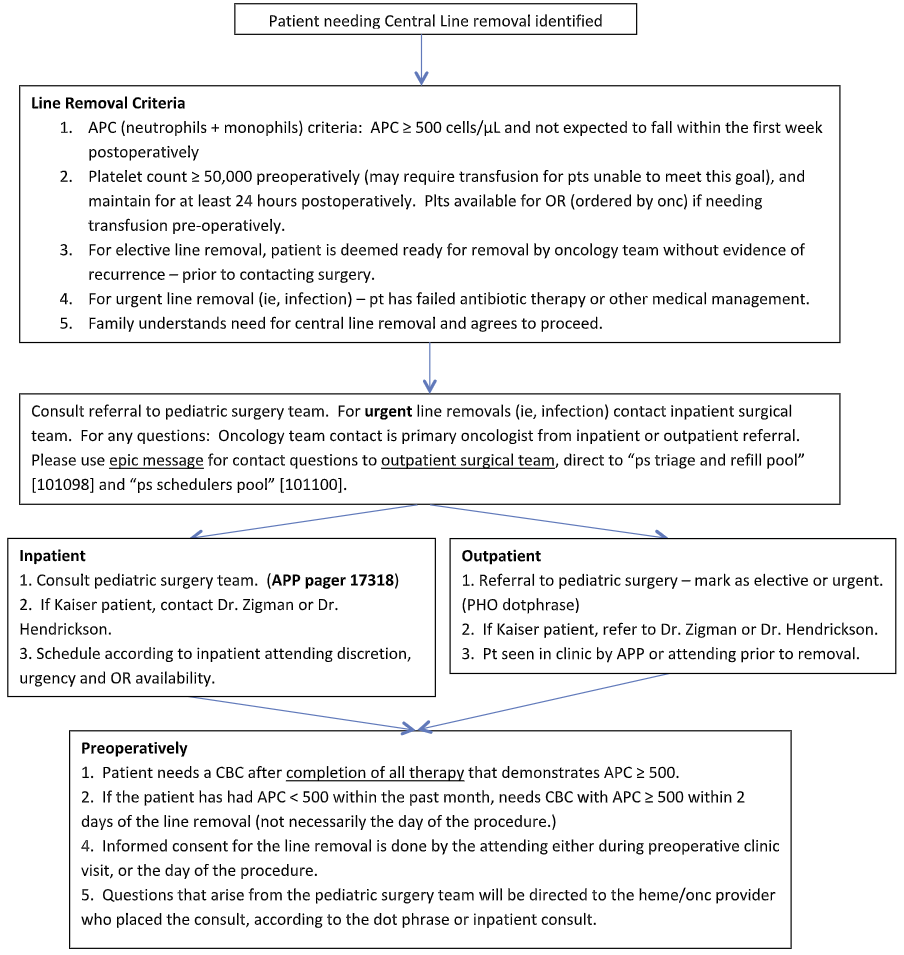 Patient needing Central Line removal identified
Line Removal Criteria
1. APC (neutrophils + monophils) criteria: APC ≥ 500 cells/µL and not expected to fall within the first week
postoperatively
2. Platelet count ≥ 50,000 preoperatively (may require transfusion for pts unable to meet this goal), and
maintain for at least 24 hours postoperatively. Plts available for OR (ordered by onc) if needing
transfusion pre-operatively.
3. For elective line removal, patient is deemed ready for removal by oncology team without evidence of
recurrence – prior to contacting surgery.
4. For urgent line removal (ie, infection) – pt has failed antibiotic therapy or other medical management.
5. Family understands need for central line removal and agrees to proceed.
Consult referral to pediatric surgery team. For urgent line removals (ie, infection) contact inpatient surgical
team. For any questions: Oncology team contact is primary oncologist from inpatient or outpatient referral.
Please use epic message for contact questions to outpatient surgical team, direct to “ps triage and refill pool”
[101098] and “ps schedulers pool” [101100].
Inpatient
1. Consult pediatric surgery team. (APP pager 17318)
2. If Kaiser patient, contact Dr. Zigman or Dr.
Hendrickson.
3. Schedule according to inpatient attending discretion,
urgency and OR availability.
Outpatient
1. Referral to pediatric surgery – mark as elective or urgent.
(PHO dotphrase)
2. If Kaiser patient, refer to Dr. Zigman or Dr. Hendrickson.
3. Pt seen in clinic by APP or attending prior to removal.
Preoperatively
1. Patient needs a CBC after completion of all therapy that demonstrates APC ≥ 500.
2. If the patient has had APC < 500 within the past month, needs CBC with APC ≥ 500 within 2
days of the line removal (not necessarily the day of the procedure.)
4. Informed consent for the line removal is done by the attending either during preoperative clinic
visit, or the day of the procedure.
5. Questions that arise from the pediatric surgery team will be directed to the heme/onc provider
who placed the consult, according to the dot phrase or inpatient consult.